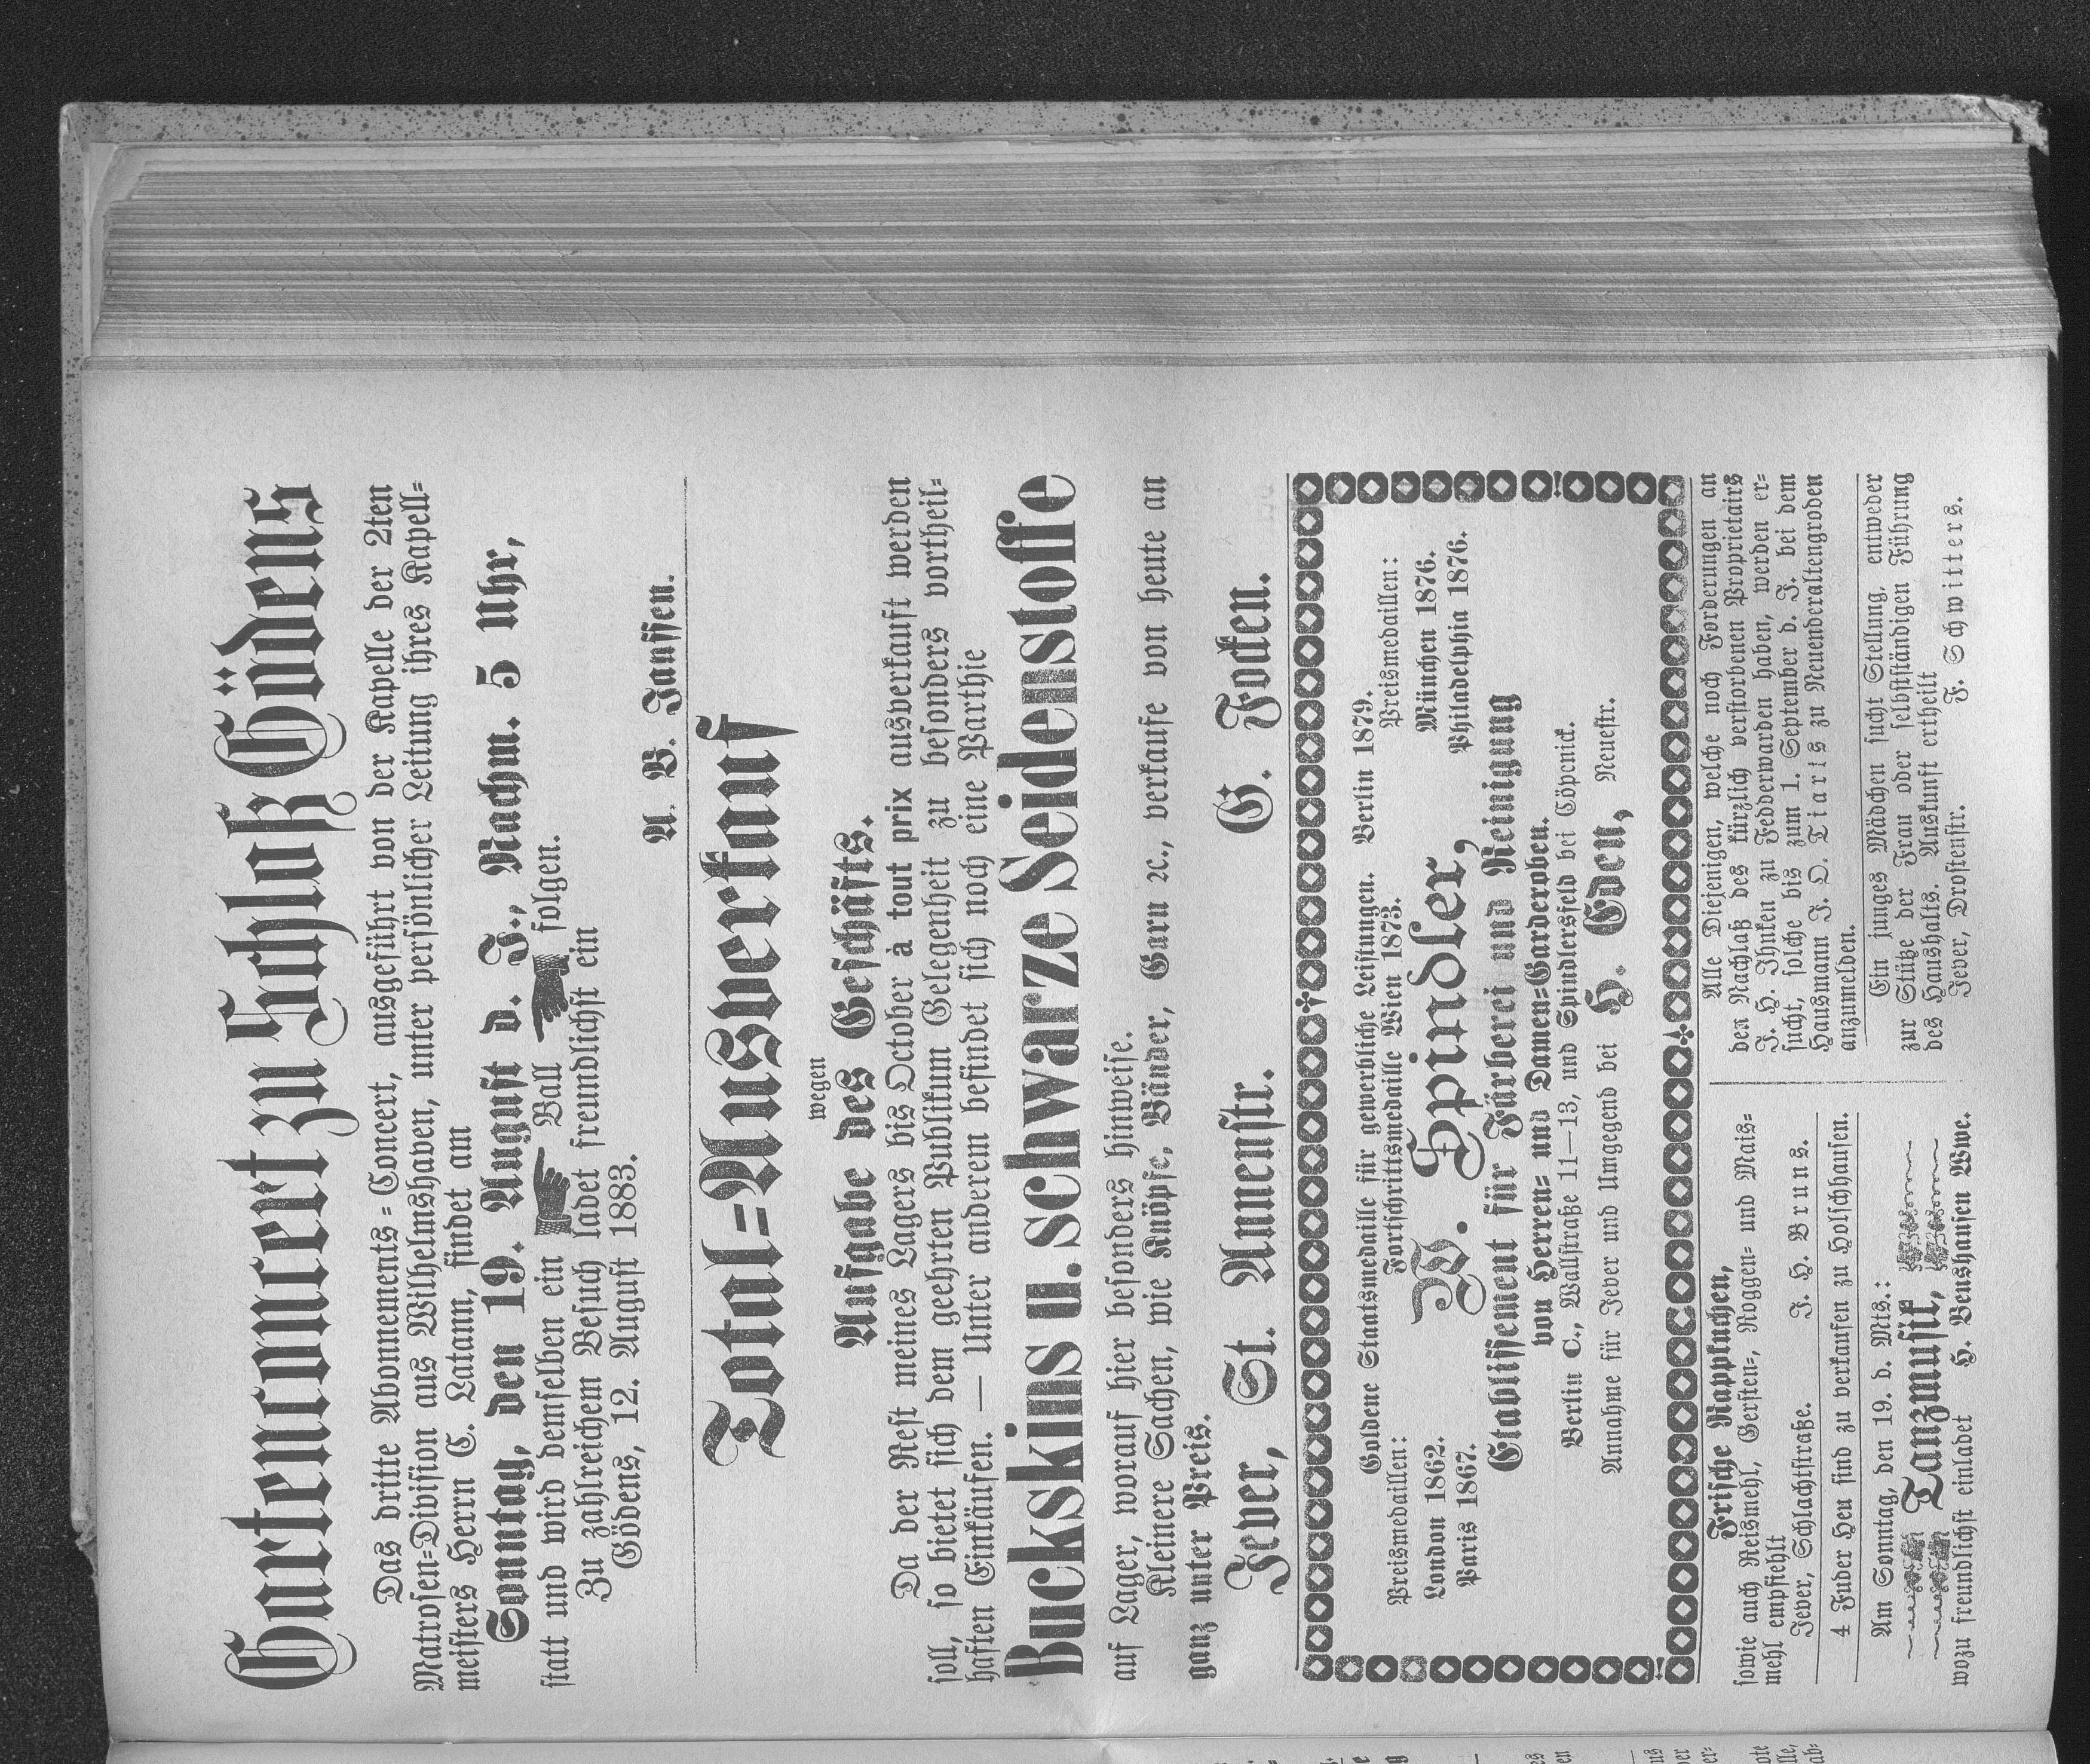 Gartenconcert zu Schloß Gödens
Das dritte Abonnements-Concert, ausgeführt von der Kapelle der 2ten
Matrosen-Division aus Wilhelmshaven, unter persönlicher Leitung ihres Kapell-
meisters Herrn C. Latann, findet am
Sonntag, den 19. August d. J., Nachm. 5 Uhr,
statt und wird demselben ein Ball folgen.
Zu zahlreichem Besuch ladet freundlichst ein
Gödens, 12. August 1883.
A. B. Janssen.
Total-Ausverkauf
wegen
Aufgabe des Geschäfts.
Da der Rest meines Lagers bis October à tout prix ausverkauft werden
soll, so bietet sich dem geehrten Publikum Gelegenheit zu besonders vortheil-
haften Einkäufen. — Unter anderem befindet sich noch eine Parthie
Buckskins u. schwarze Seidenstoffe
auf Lager, worauf hier besonders hinweise.
Kleinere Sachen, wie Knöpfe, Bänder, Garn ꝛc., verkaufe von heute an
ganz unter Preis.
Jever, St. Annenstr. G. Focken.
Goldene Staatsmedaille für gewerbliche Leistungen. Berlin 1879.
Preismedaillen: Fortschrittsmedaille Wien 1873. Preismedaillen:
London 1862. München 1876.
Paris 1867. Philadelphia 1876.
W. Spindler,
Etablissement für Färberei und Reinigung
von Herren- und Damen-Garderoben.
Berlin C., Wallstraße 11—13, und Spindlersfeld bei Cöpenick.
Annahme für Jever und Umgegend bei H. Eden, Neuestr.
Frische Rappkuchen,
sowie auch Reismehl, Gersten-, Roggen- und Mais-
mehl empfiehlt
Jever, Schlachtstraße. J. H. Bruns.
4 Fuder Heu sind zu verkaufen zu Holschhausen.
Am Sonntag, den 19. d. Mts.:
Tanzmusik,
wozu freundlichst einladet H. Benshausen Wwe.
Alle Diejenigen, welche noch Forderungen an
den Nachlaß des kürzlich verstorbenen Proprietairs
J. H. Ihnken zu Fedderwarden haben, werden er-
sucht, solche bis zum 1. September d. J. bei dem
Hausmann J. O. Tiarks zu Neuenderaltengroden
anzumelden.
Ein junges Mädchen sucht Stellung, entweder
zur Stütze der Frau oder selbstständigen Führung
des Haushalts. Auskunft ertheilt
Jever, Drostenstr. F. Schwitters.